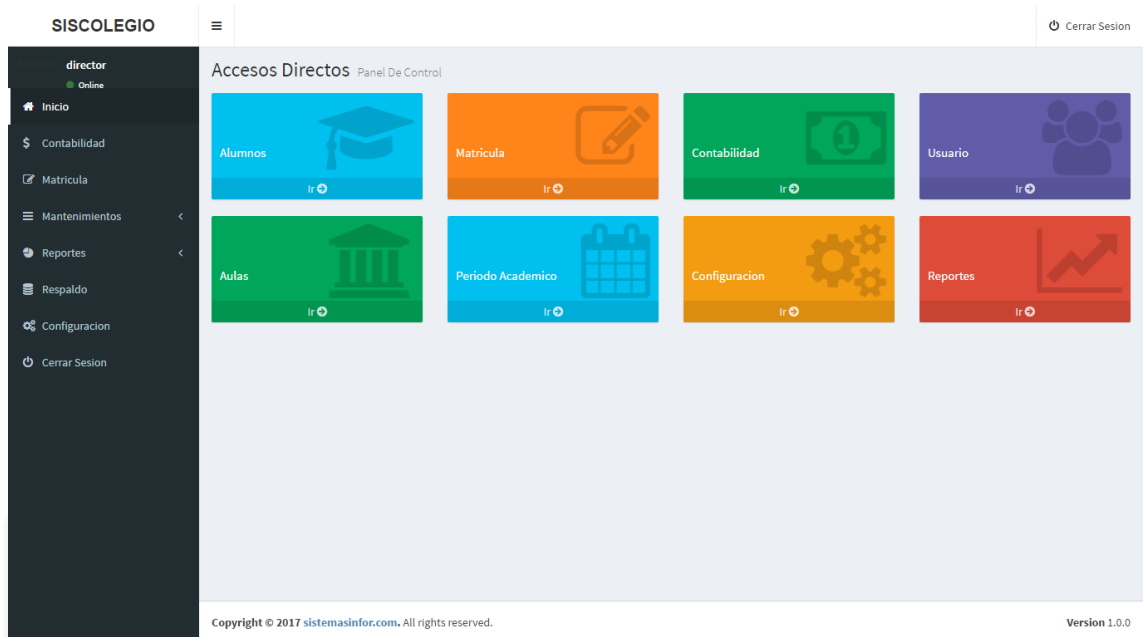 SISCOLEGIO
Cerrar Sesion
director
Online
Inicio
Contabilidad
Matricula
Mantenimientos
Reportes
Respaldo
Configuracion
Cerrar Sesion
Accesos Directos Panel De Control
Alumnos
Ir
Matricula
Ir
Contabilidad
1
Ir
Usuario
Ir
Aulas
Ir
Periodo Academico
Ir
Configuracion
Ir
Reportes
Ir
Copyright © 2017 sistemasinfor.com. All rights reserved.
Version 1.0.0